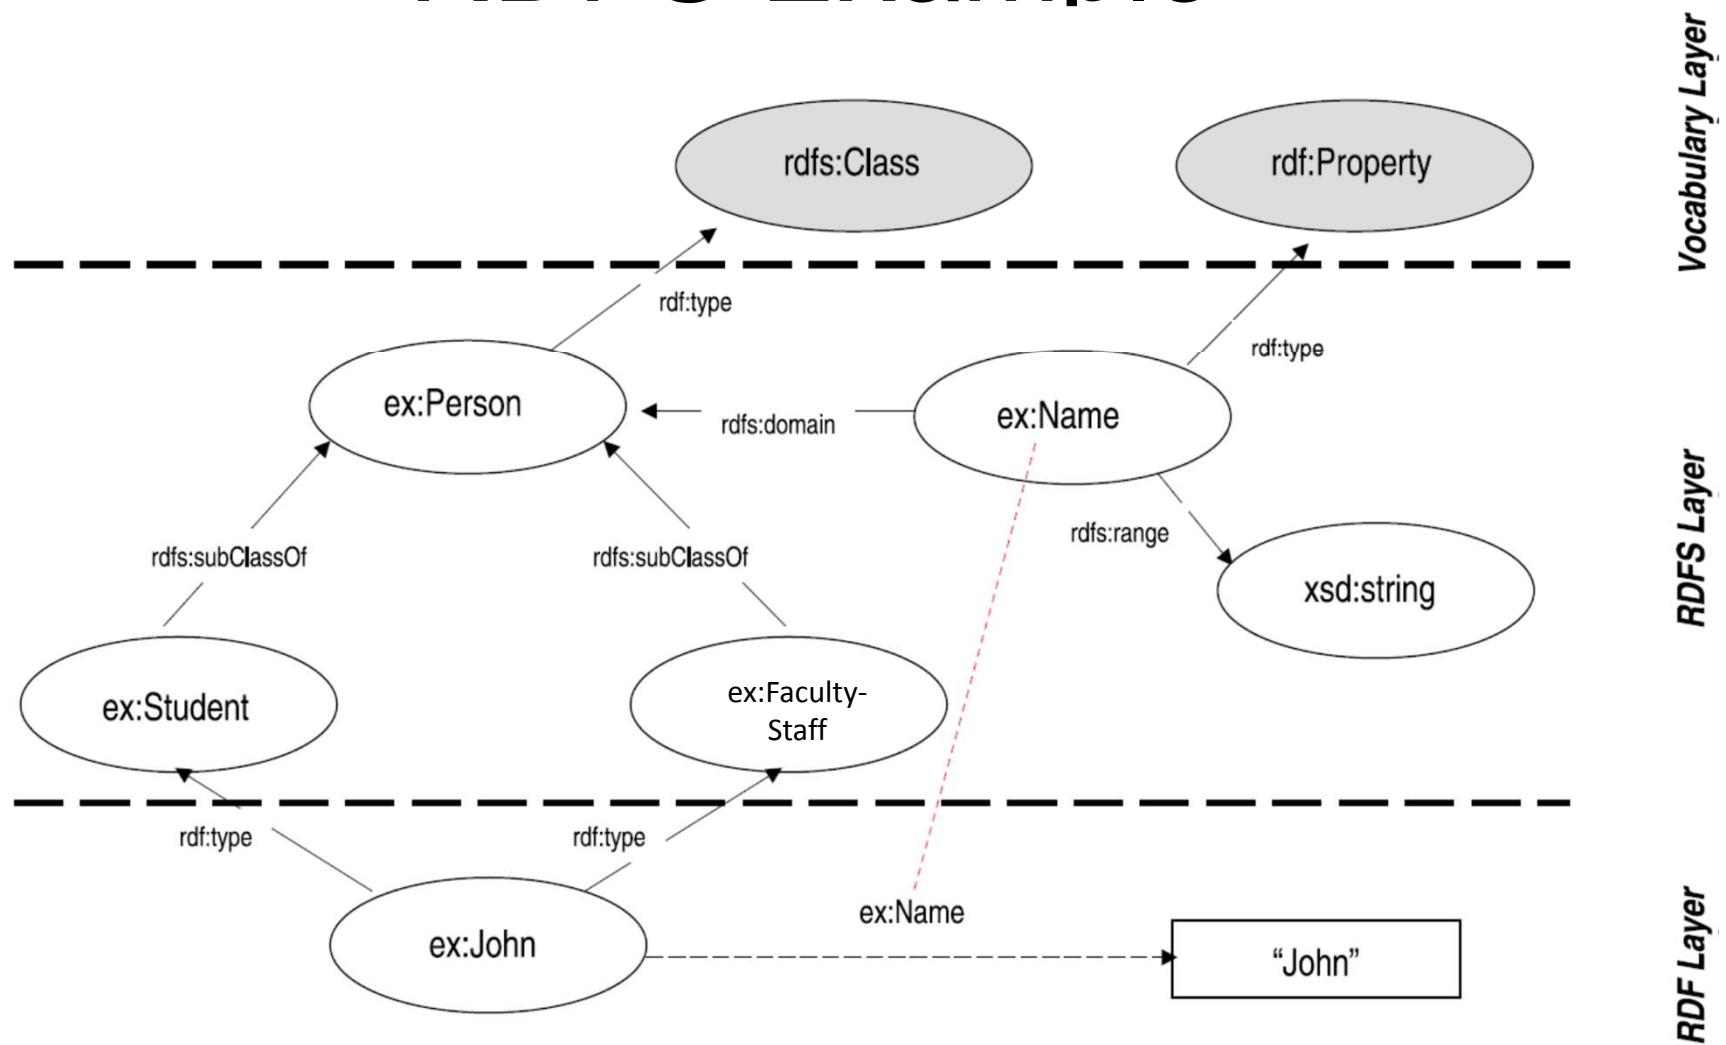 Vocabulary Layer
rdfs:Class
rdf:Property
rdf:type
rdf:type
ex:Person
rdfs:domain
ex:Name
RDFS Layer
rdfs:subClassOf
rdfs:subClassOf
rdfs:range
xsd:string
ex:Student
ex:Faculty-
Staff
rdf:type
rdf:type
ex:Name
RDF Layer
ex:John
“John”